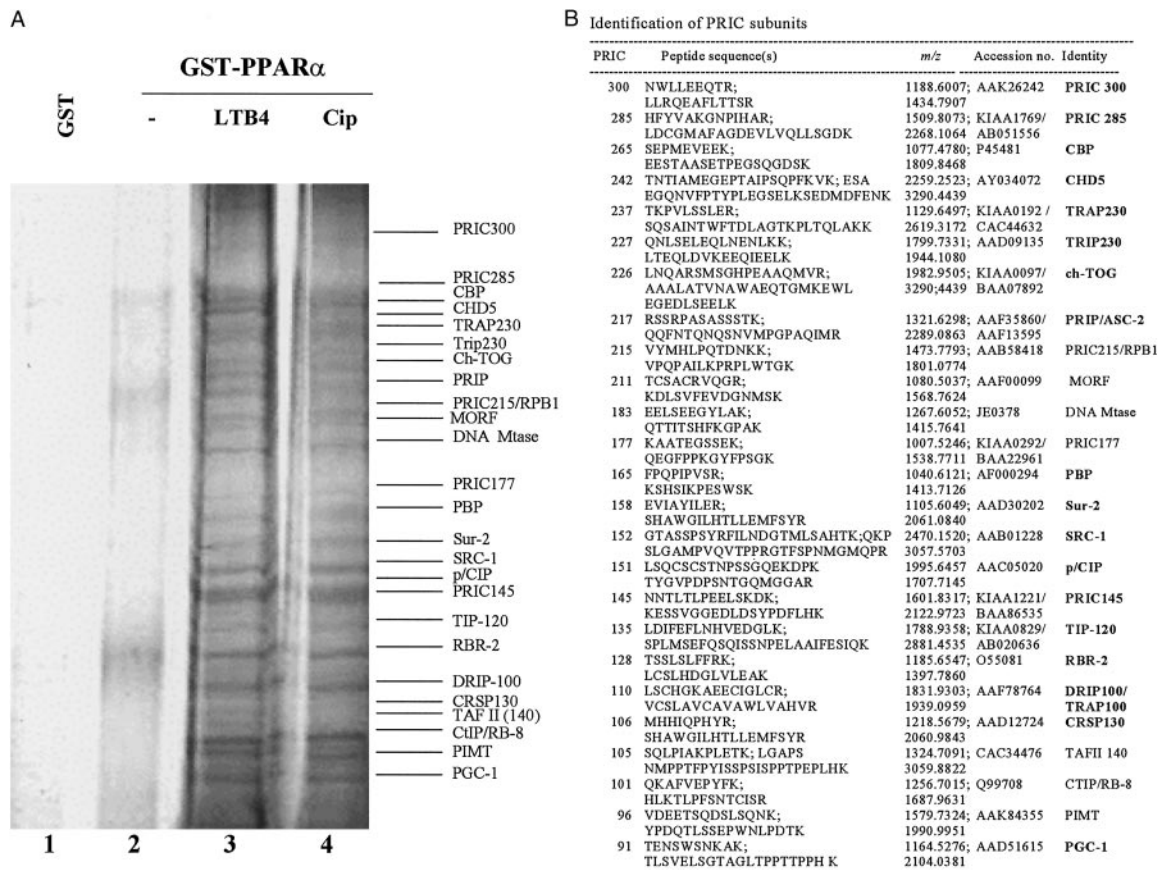 A
GST-PPARα
GST
- LTB4 Cip
PRIC300
PRIC285
CBP
CHD5
TRAP230
Trip230
Ch-TOG
PRIP
PRIC215/RPB1
MORF
DNA Mtase
PRIC177
PBP
Sur-2
SRC-1
p/CIP
PRIC145
TIP-120
RBR-2
DRIP-100
CRSP130
TAF II (140)
CtIP/RB-8
PIMT
PGC-1
1 2 3 4
B Identification of PRIC subunits
PRIC Peptide sequence(s) m/z Accession no. Identity
300 NWLLEEQTR; 1188.6007; AAK26242 PRIC 300
LLRQEAFLTTSR 1434.7907
285 HFYVAKGNPIHAR; 1509.8073; KIAA1769/ PRIC 285
LDCGMAFAGDEVLVQLLSGDK 2268.1064 AB051556
265 SEPMEVEEK; 1077.4780; P45481 CBP
EESTAASETPEGSQGDSK 1809.8468
242 TNTIAMEGEPTAIPSQPFKVK; ESA 2259.2523; AY034072 CHD5
EGQNVFPTYPLEGSELKSEDMDFENK 3290.4439
237 TKPVLSSLER; 1129.6497; KIAA0192 / TRAP230
SQSAINTWFTDLAGTKPLTQLAKK 2619.3172 CAC44632
227 QNLSELEQLNENLKK; 1799.7331; AAD09135 TRIP230
LTEQLDVKEEQIEELK 1944.1080
226 LNQARSMSGHPEAAQMVR; 1982.9505; KIAA0097/ ch-TOG
AAALATVNAWAEQTGMKEWL 3290;4439 BAA07892
EGEDLSEELK
217 RSSRPASASSSTK; 1321.6298; AAF35860/ PRIP/ASC-2
QQFNTQNQSNVMPGPAQIMR 2289.0863 AAF13595
215 VYMHLPQTDNKK; 1473.7793; AAB58418 PRIC215/RPB1
VPQPAILKPRPLWTGK 1801.0774
211 TCSACRVQGR; 1080.5037; AAF00099 MORF
KDLSVFEVDGNMSK 1568.7624
183 EELSEEGYLAK; 1267.6052; JE0378 DNA Mtase
QTTITSHFKGPAK 1415.7641
177 KAATEGSSEK; 1007.5246; KIAA0292/ PRIC177
QEGFPPKGYFPSGK 1538.7711 BAA22961
165 FPQPIPVSR; 1040.6121; AF000294 PBP
KSHSIKPESWSK 1413.7126
158 EVIAYILER; 1105.6049; AAD30202 Sur-2
SHAWGILHTLLEMFSYR 2061.0840
152 GTASSPSYRFILNDGTMLSAHTK;QKP 2470.1520; AAB01228 SRC-1
SLGAMPVQVTPPRGTFSPNMGMQPR 3057.5703
151 LSQCSCSTNPSSGQEKDPK 1995.6457; AAC05020 p/CIP
TYGVPDPSNTGQMGGAR 1707.7145
145 NNTLTLPEELSKDK; 1601.8317; KIAA1221/ PRIC145
KESSVGGEDLDSYPDFLHK 2122.9723 BAA86535
135 LDIFEFLNHVEDGLK; 1788.9358; KIAA0829/ TIP-120
SPLMSEFQSQISSNPELAAIFESIQK 2881.4535 AB020636
128 TSSLSLFFRK; 1185.6547; O55081 RBR-2
LCSLHDGLVLEAK 1397.7860
110 LSCHGKAEECIGLCR; 1831.9303; AAF78764 DRIP100/
VCSLAVCAVAWLVAHVR 1939.0959 TRAP100
106 MHHIQPHYR; 1218.5679; AAD12724 CRSP130
SHAWGILHTLLEMFSYR 2060.9843
105 SQLPIAKPLETK; LGAPS 1324.7091; CAC34476 TAFII 140
NMPPTFPYISSPSISPPTPEPLHK 3059.8822
101 QKAFVEPYFK; 1256.7015; Q99708 CTIP/RB-8
HLKTLPFSNTCISR 1687.9631
96 VDEETSQDSLSQNK; 1579.7324; AAK84355 PIMT
YPDQTLSSEPWNLPDTK 1990.9951
91 TENSWSNKAK; 1164.5276; AAD51615 PGC-1
TLSVELSGTAGLTPPTTPPH K 2104.0381